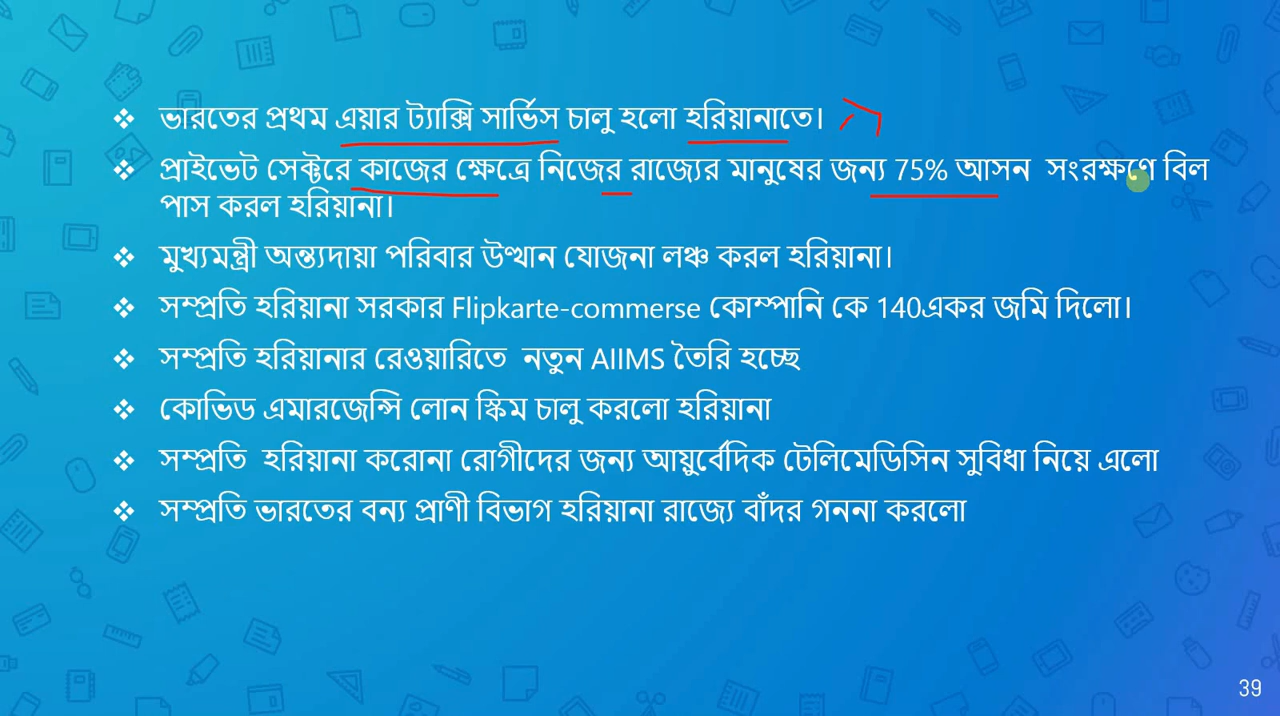 ❖ ভারতের প্রথম এয়ার ট্যাক্সি সার্ভিস চালু হলো হরিয়ানাতে।
❖ প্রাইভেট সেক্টরে কাজের ক্ষেত্রে নিজের রাজ্যের মানুষের জন্য 75% আসন সংরক্ষণে বিল
পাস করল হরিয়ানা।
❖ মুখ্যমন্ত্রী অন্ত্যদায়া পরিবার উত্থান যোজনা লঞ্চ করল হরিয়ানা।
❖ সম্প্রতি হরিয়ানা সরকার Flipkarte-commerse কোম্পানি কে 140একর জমি দিলো।
❖ সম্প্রতি হরিয়ানার রেওয়ারিতে নতুন AIIMS তৈরি হচ্ছে
❖ কোভিড এমারজেন্সি লোন স্কিম চালু করলো হরিয়ানা
❖ সম্প্রতি হরিয়ানা করোনা রোগীদের জন্য আয়ুর্বেদিক টেলিমেডিসিন সুবিধা নিয়ে এলো
❖ সম্প্রতি ভারতের বন্য প্রাণী বিভাগ হরিয়ানা রাজ্যে বাঁদর গননা করলো
39